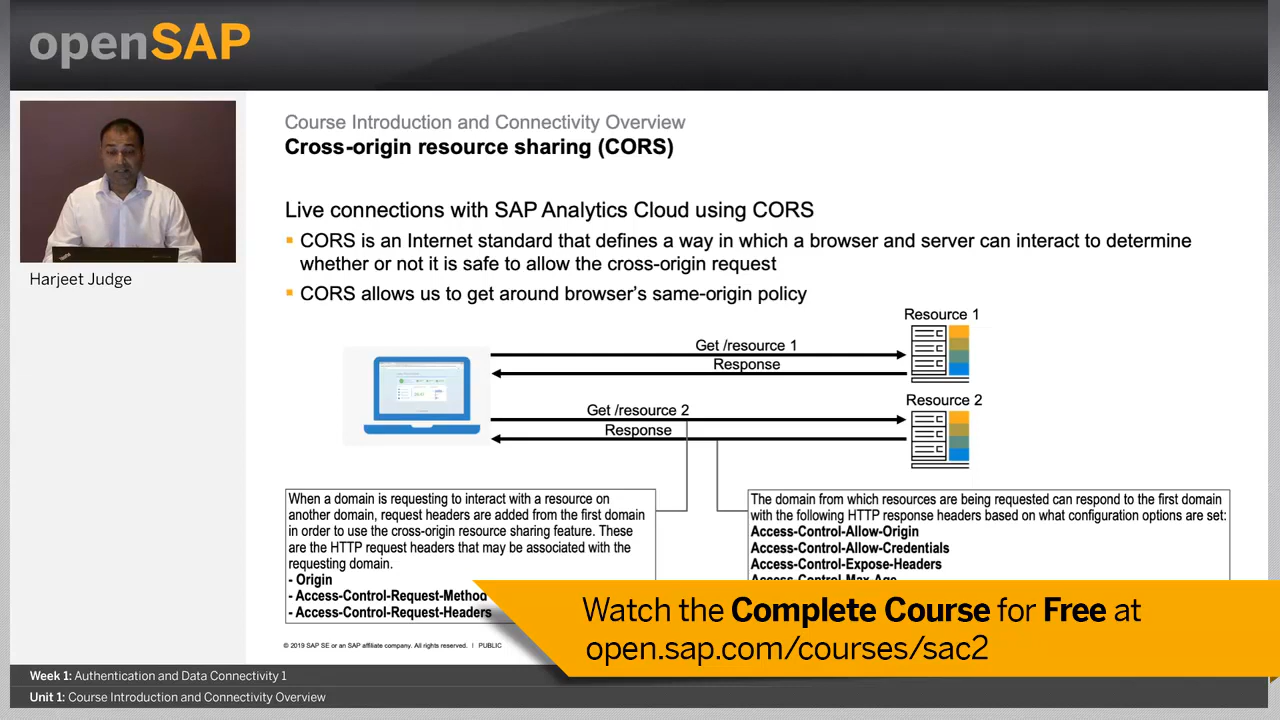 openSAP
Harjeet Judge
Course Introduction and Connectivity Overview
Cross-origin resource sharing (CORS)
Live connections with SAP Analytics Cloud using CORS
▪ CORS is an Internet standard that defines a way in which a browser and server can interact to determine
whether or not it is safe to allow the cross-origin request
▪ CORS allows us to get around browser's same-origin policy
Resource 1
Get /resource 1
Response
Resource 2
Get /resource 2
Response
When a domain is requesting to interact with a resource on
another domain, request headers are added from the first domain
in order to use the cross-origin resource sharing feature. These
are the HTTP request headers that may be associated with the
requesting domain.
- Origin
- Access-Control-Request-Method
- Access-Control-Request-Headers
The domain from which resources are being requested can respond to the first domain
with the following HTTP response headers based on what configuration options are set:
Access-Control-Allow-Origin
Access-Control-Allow-Credentials
Access-Control-Expose-Headers
Access-Control-Max-Age
Watch the Complete Course for Free at
open.sap.com/courses/sac2
© 2019 SAP SE or an SAP affiliate company. All rights reserved. | PUBLIC
Week 1: Authentication and Data Connectivity 1
Unit 1: Course Introduction and Connectivity Overview